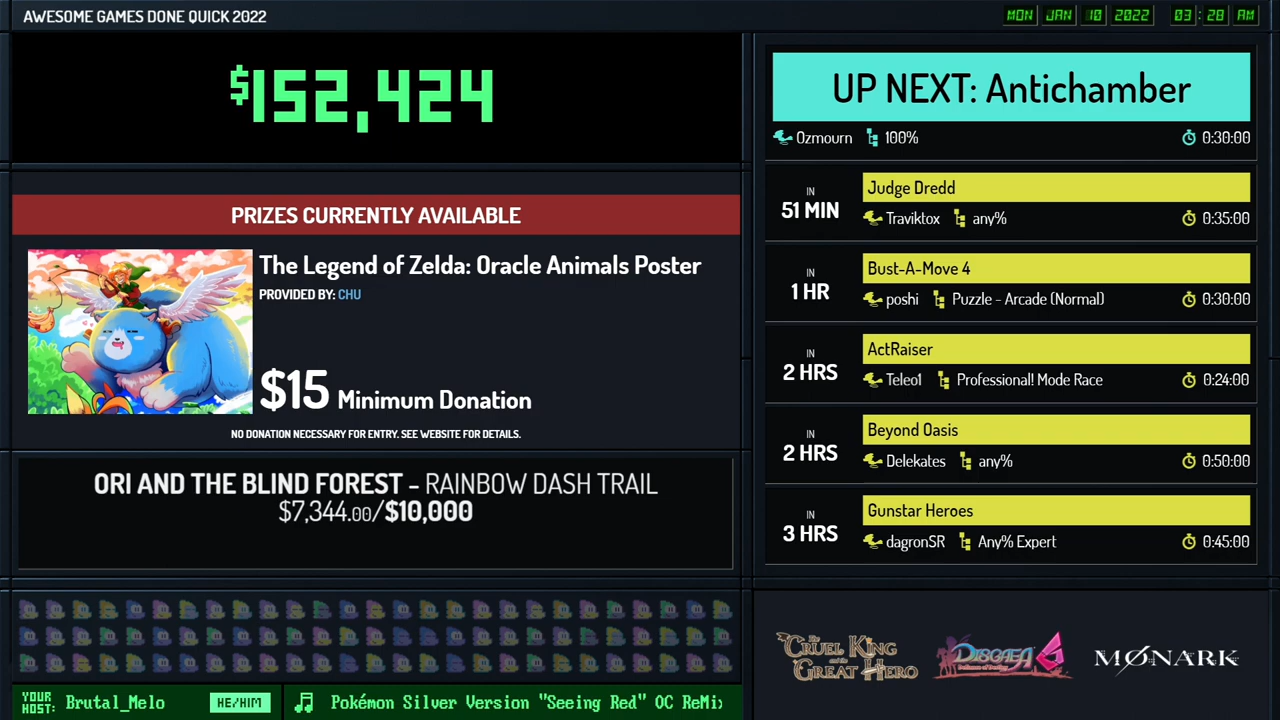 AWESOME GAMES DONE QUICK 2022
MON JAN 10 2022 03:28 AM
$152,424
PRIZES CURRENTLY AVAILABLE
The Legend of Zelda: Oracle Animals Poster
PROVIDED BY: CHU
$15 Minimum Donation
NO DONATION NECESSARY FOR ENTRY. SEE WEBSITE FOR DETAILS.
ORI AND THE BLIND FOREST - RAINBOW DASH TRAIL
$7,344.00/$10,000
UP NEXT: Antichamber
Ozmourn 100% 0:30:00
IN
51 MIN
Judge Dredd
Traviktox any% 0:35:00
IN
1 HR
Bust-A-Move 4
poshi Puzzle - Arcade (Normal) 0:30:00
IN
2 HRS
ActRaiser
Teleo1 Professional! Mode Race 0:24:00
IN
2 HRS
Beyond Oasis
Delekates any% 0:50:00
IN
3 HRS
Gunstar Heroes
dagronSR Any% Expert 0:45:00
The CRUEL KING and the GREAT HERO
DISGAEA 6
MONARK
YOUR HOST: Brutal_Melo HE/HIM
Pokémon Silver Version "Seeing Red" OC ReMix